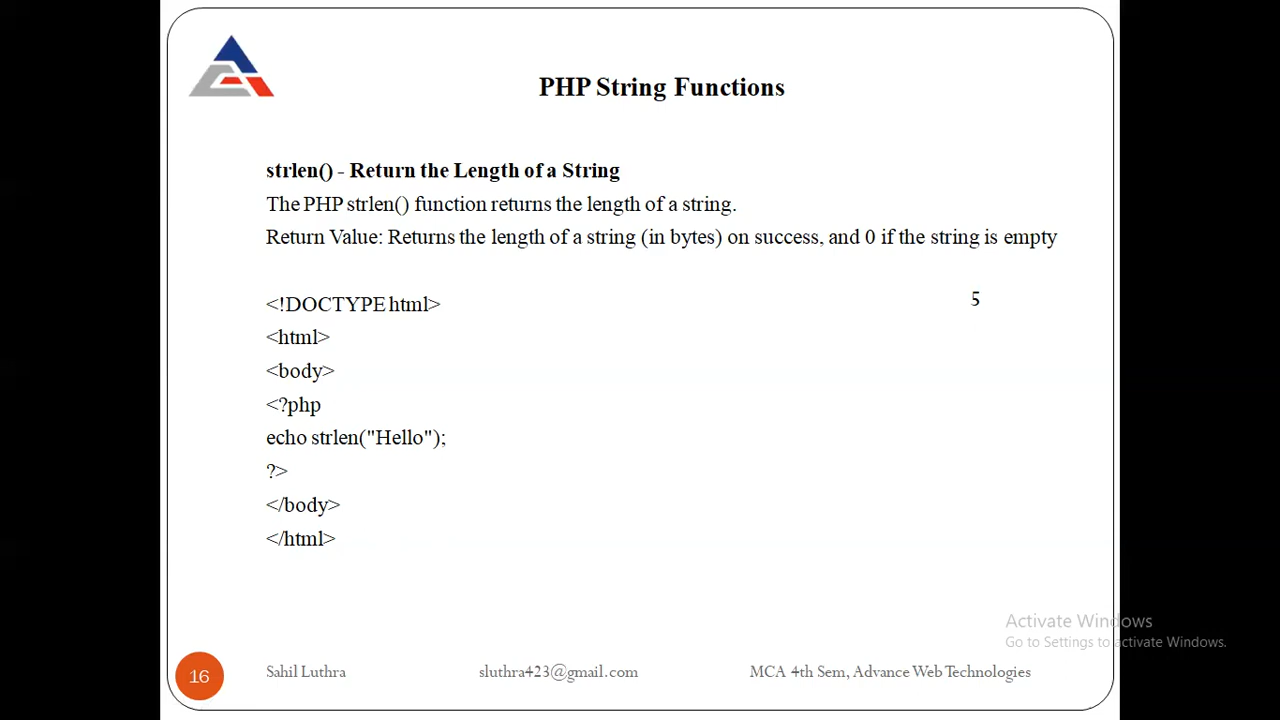 PHP String Functions
strlen() - Return the Length of a String
The PHP strlen() function returns the length of a string.
Return Value: Returns the length of a string (in bytes) on success, and 0 if the string is empty
<!DOCTYPE html>
5
<html>
<body>
<?php
echo strlen("Hello");
?>
</body>
</html>
Activate Windows
Go to Settings to activate Windows.
16
Sahil Luthra
sluthra423@gmail.com
MCA 4th Sem, Advance Web Technologies